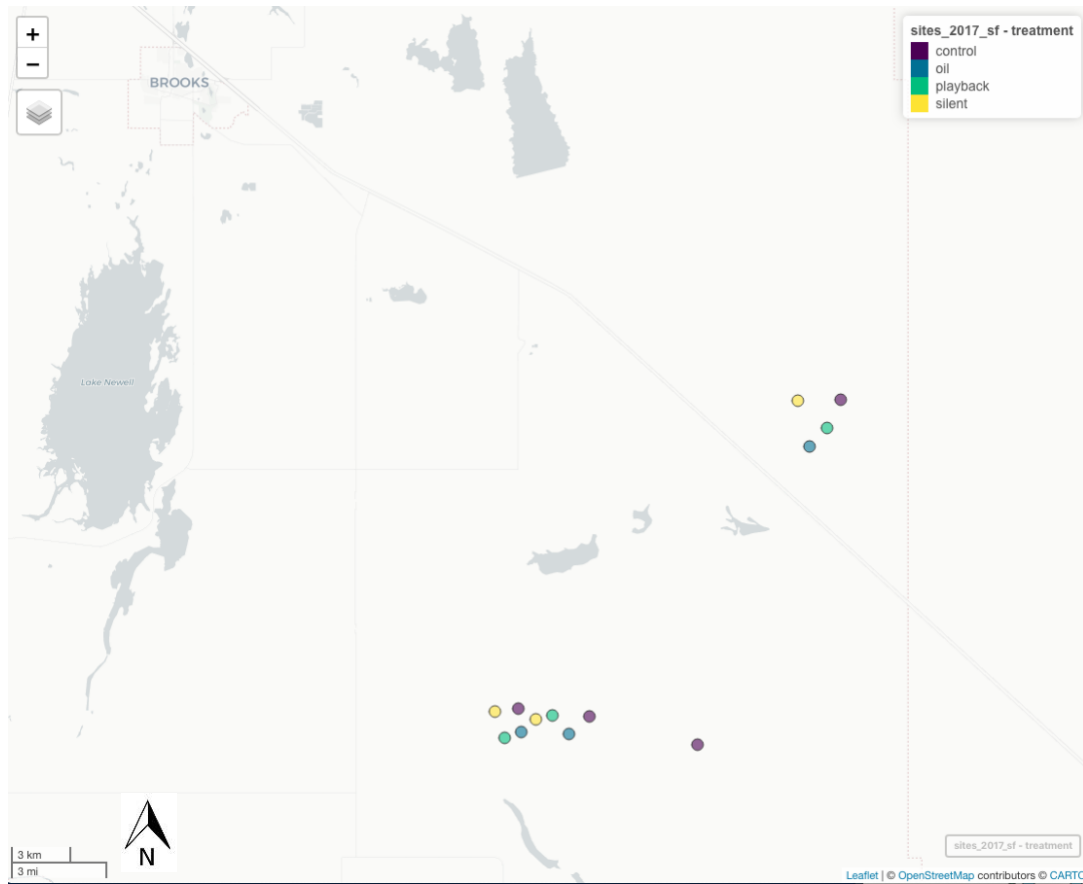 +
−
BROOKS
sites_2017_sf - treatment
control
oil
playback
silent
Lake Newell
N
3 km
3 mi
sites_2017_sf - treatment
Leaflet | © OpenStreetMap contributors © CARTO